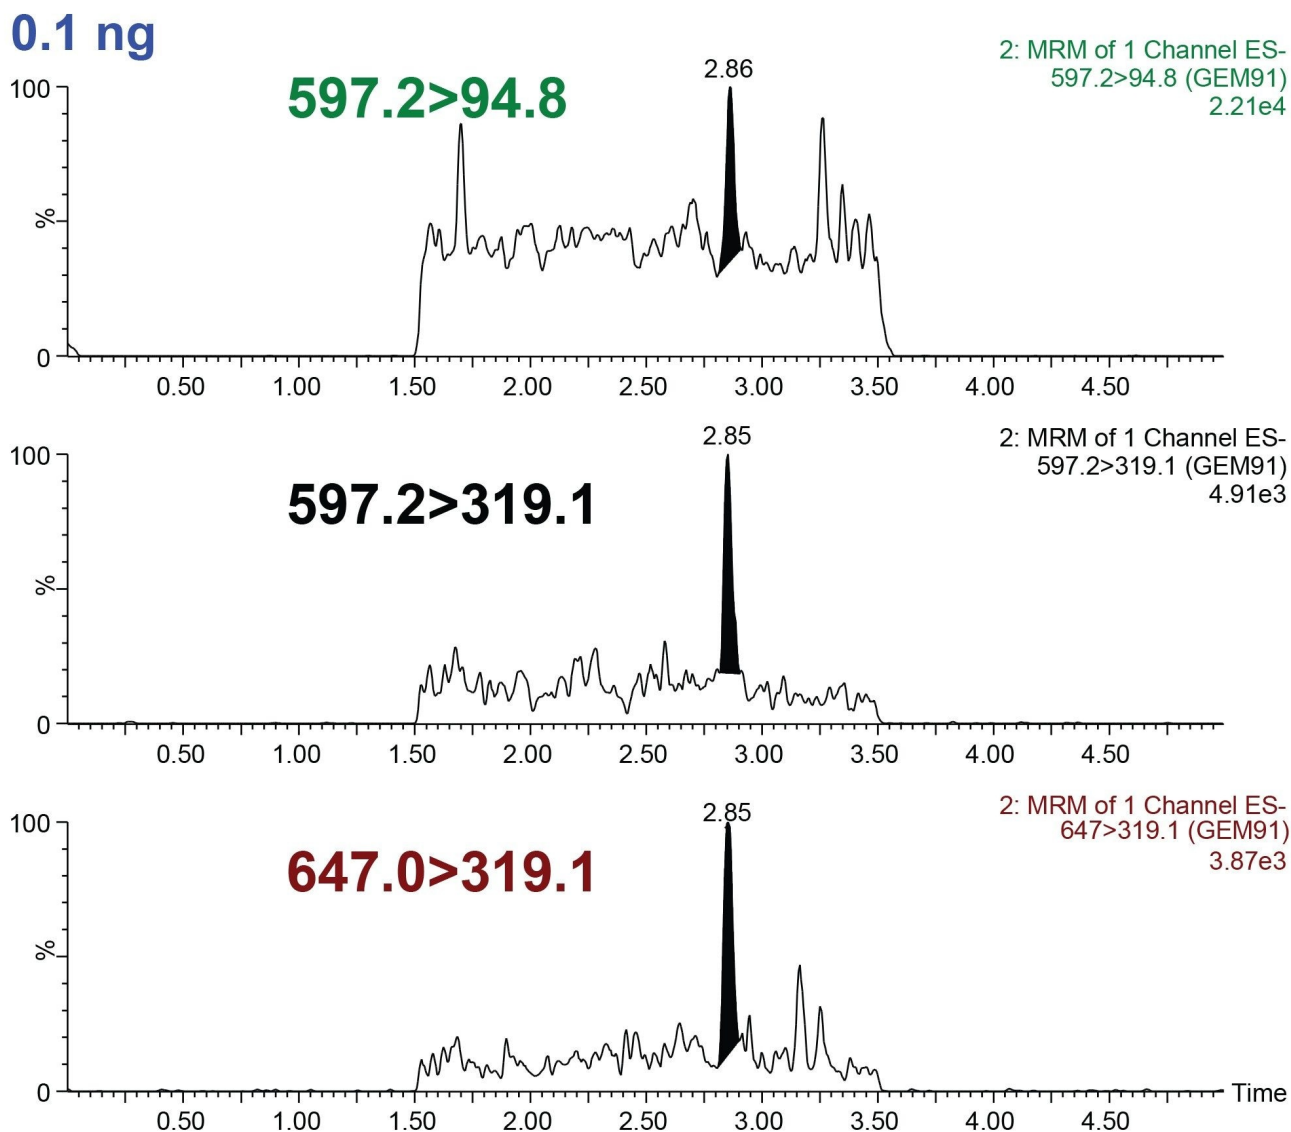 0.1 ng
2: MRM of 1 Channel ES-
597.2>94.8 (GEM91)
2.21e4
597.2>94.8
2.86
100
%
0
0.50 1.00 1.50 2.00 2.50 3.00 3.50 4.00 4.50
2: MRM of 1 Channel ES-
597.2>319.1 (GEM91)
4.91e3
597.2>319.1
2.85
100
%
0
0.50 1.00 1.50 2.00 2.50 3.00 3.50 4.00 4.50
2: MRM of 1 Channel ES-
647>319.1 (GEM91)
3.87e3
647.0>319.1
2.85
100
%
0
Time
0.50 1.00 1.50 2.00 2.50 3.00 3.50 4.00 4.50